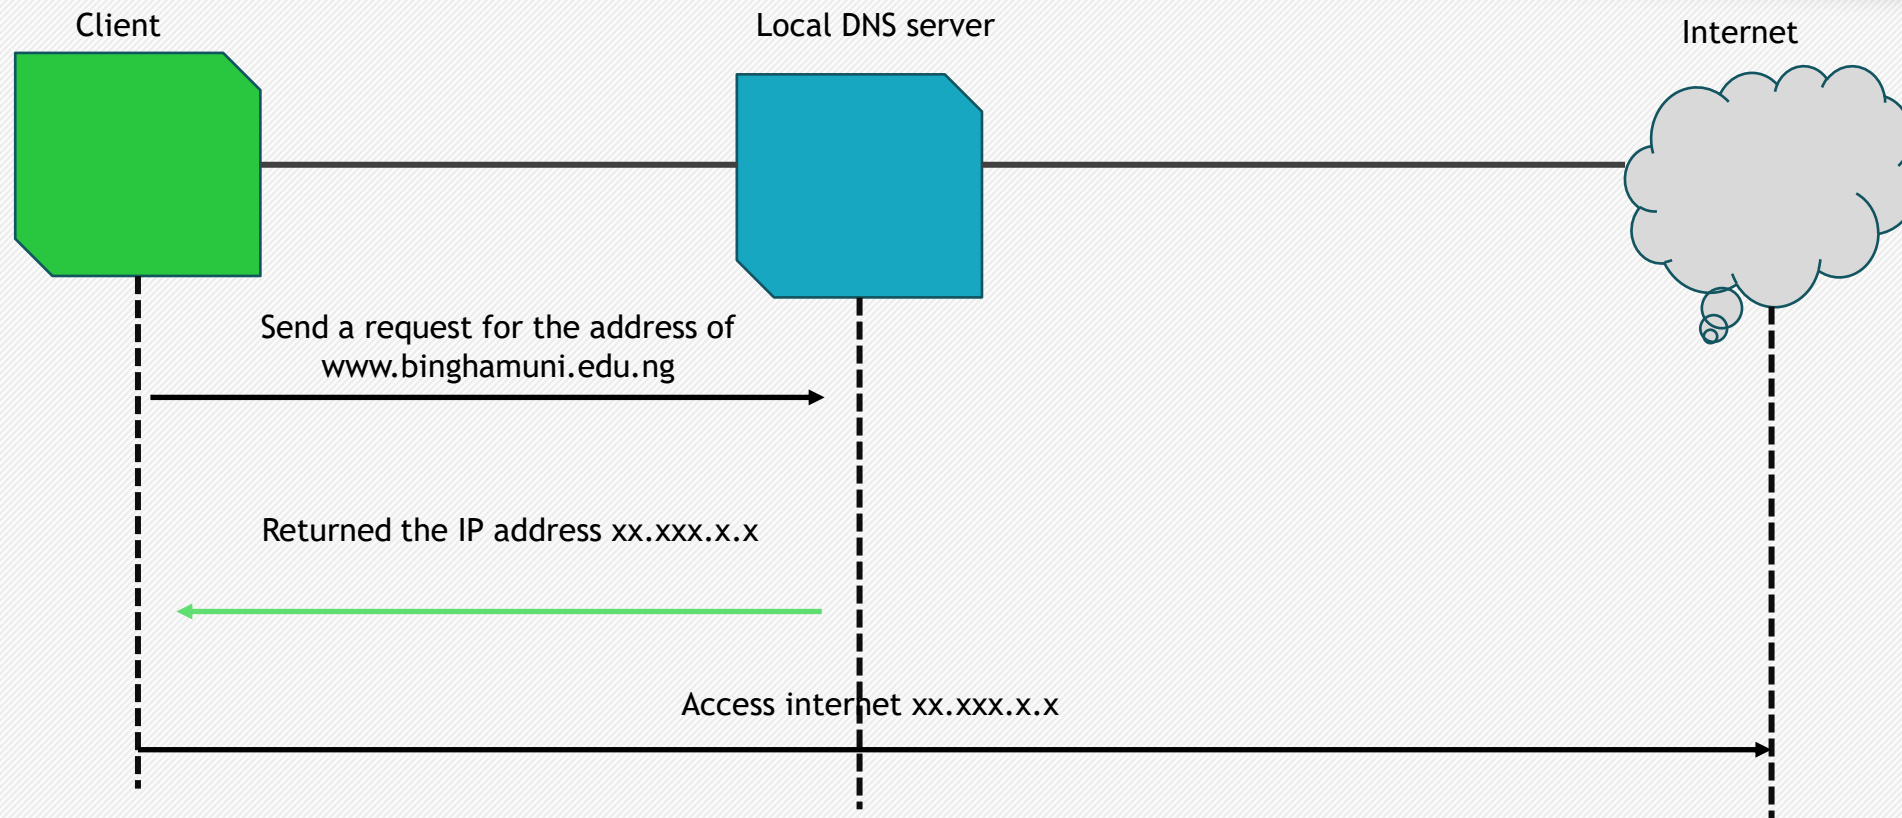 Client
Local DNS server
Internet
Send a request for the address of
www.binghamuni.edu.ng
Returned the IP address xx.xxx.x.x
Access internet xx.xxx.x.x